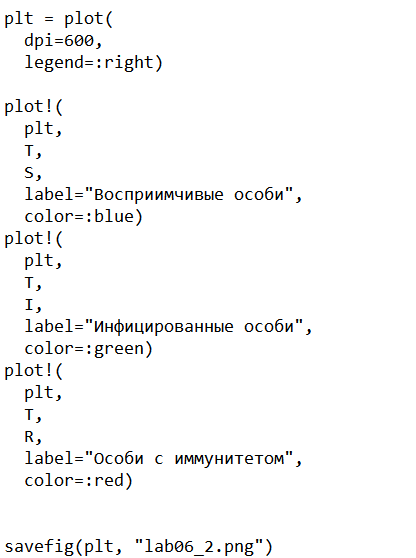 plt = plot(
  dpi=600,
  legend=:right)

plot!(
  plt,
  T,
  S,
  label="Восприимчивые особи",
  color=:blue)
plot!(
  plt,
  T,
  I,
  label="Инфицированные особи",
  color=:green)
plot!(
  plt,
  T,
  R,
  label="Особи с иммунитетом",
  color=:red)


savefig(plt, "lab06_2.png")